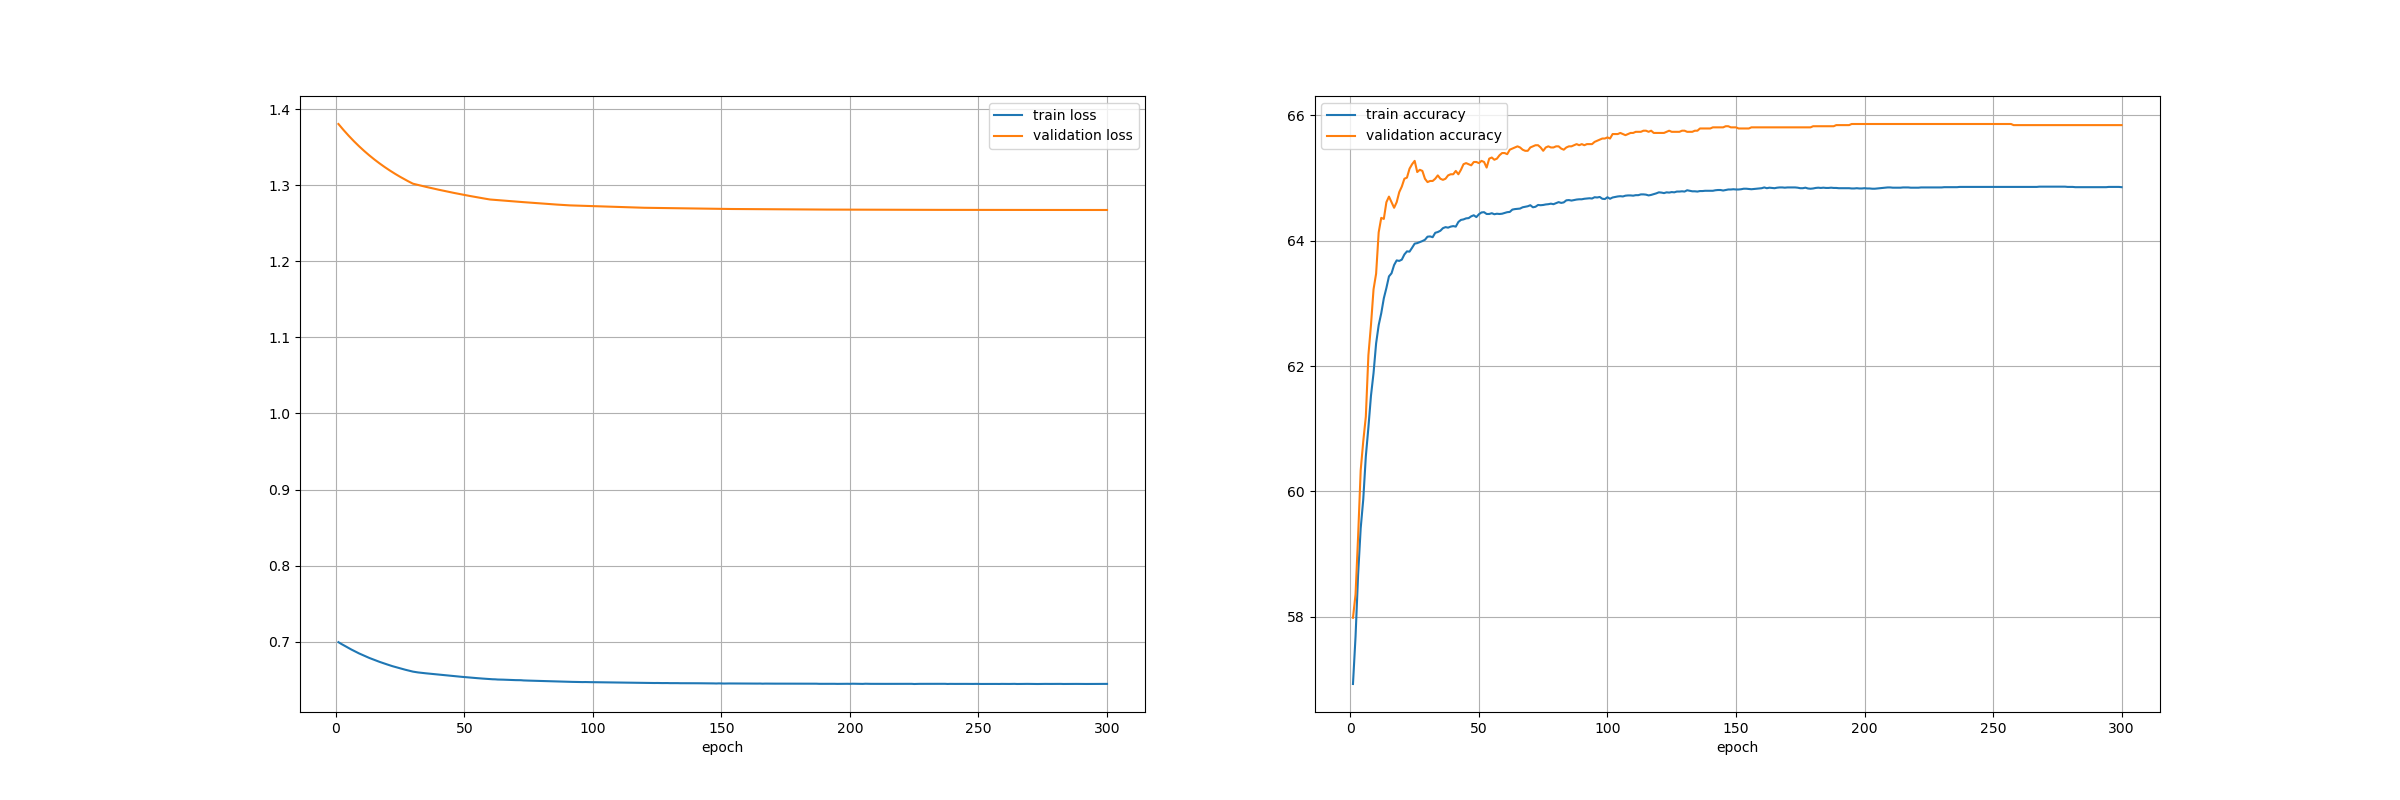 1.4
1.3
1.2
1.1
1.0
0.9
0.8
0.7
0 50 100 150 200 250 300
epoch
train loss
validation loss
66
64
62
60
58
0 50 100 150 200 250 300
epoch
train accuracy
validation accuracy